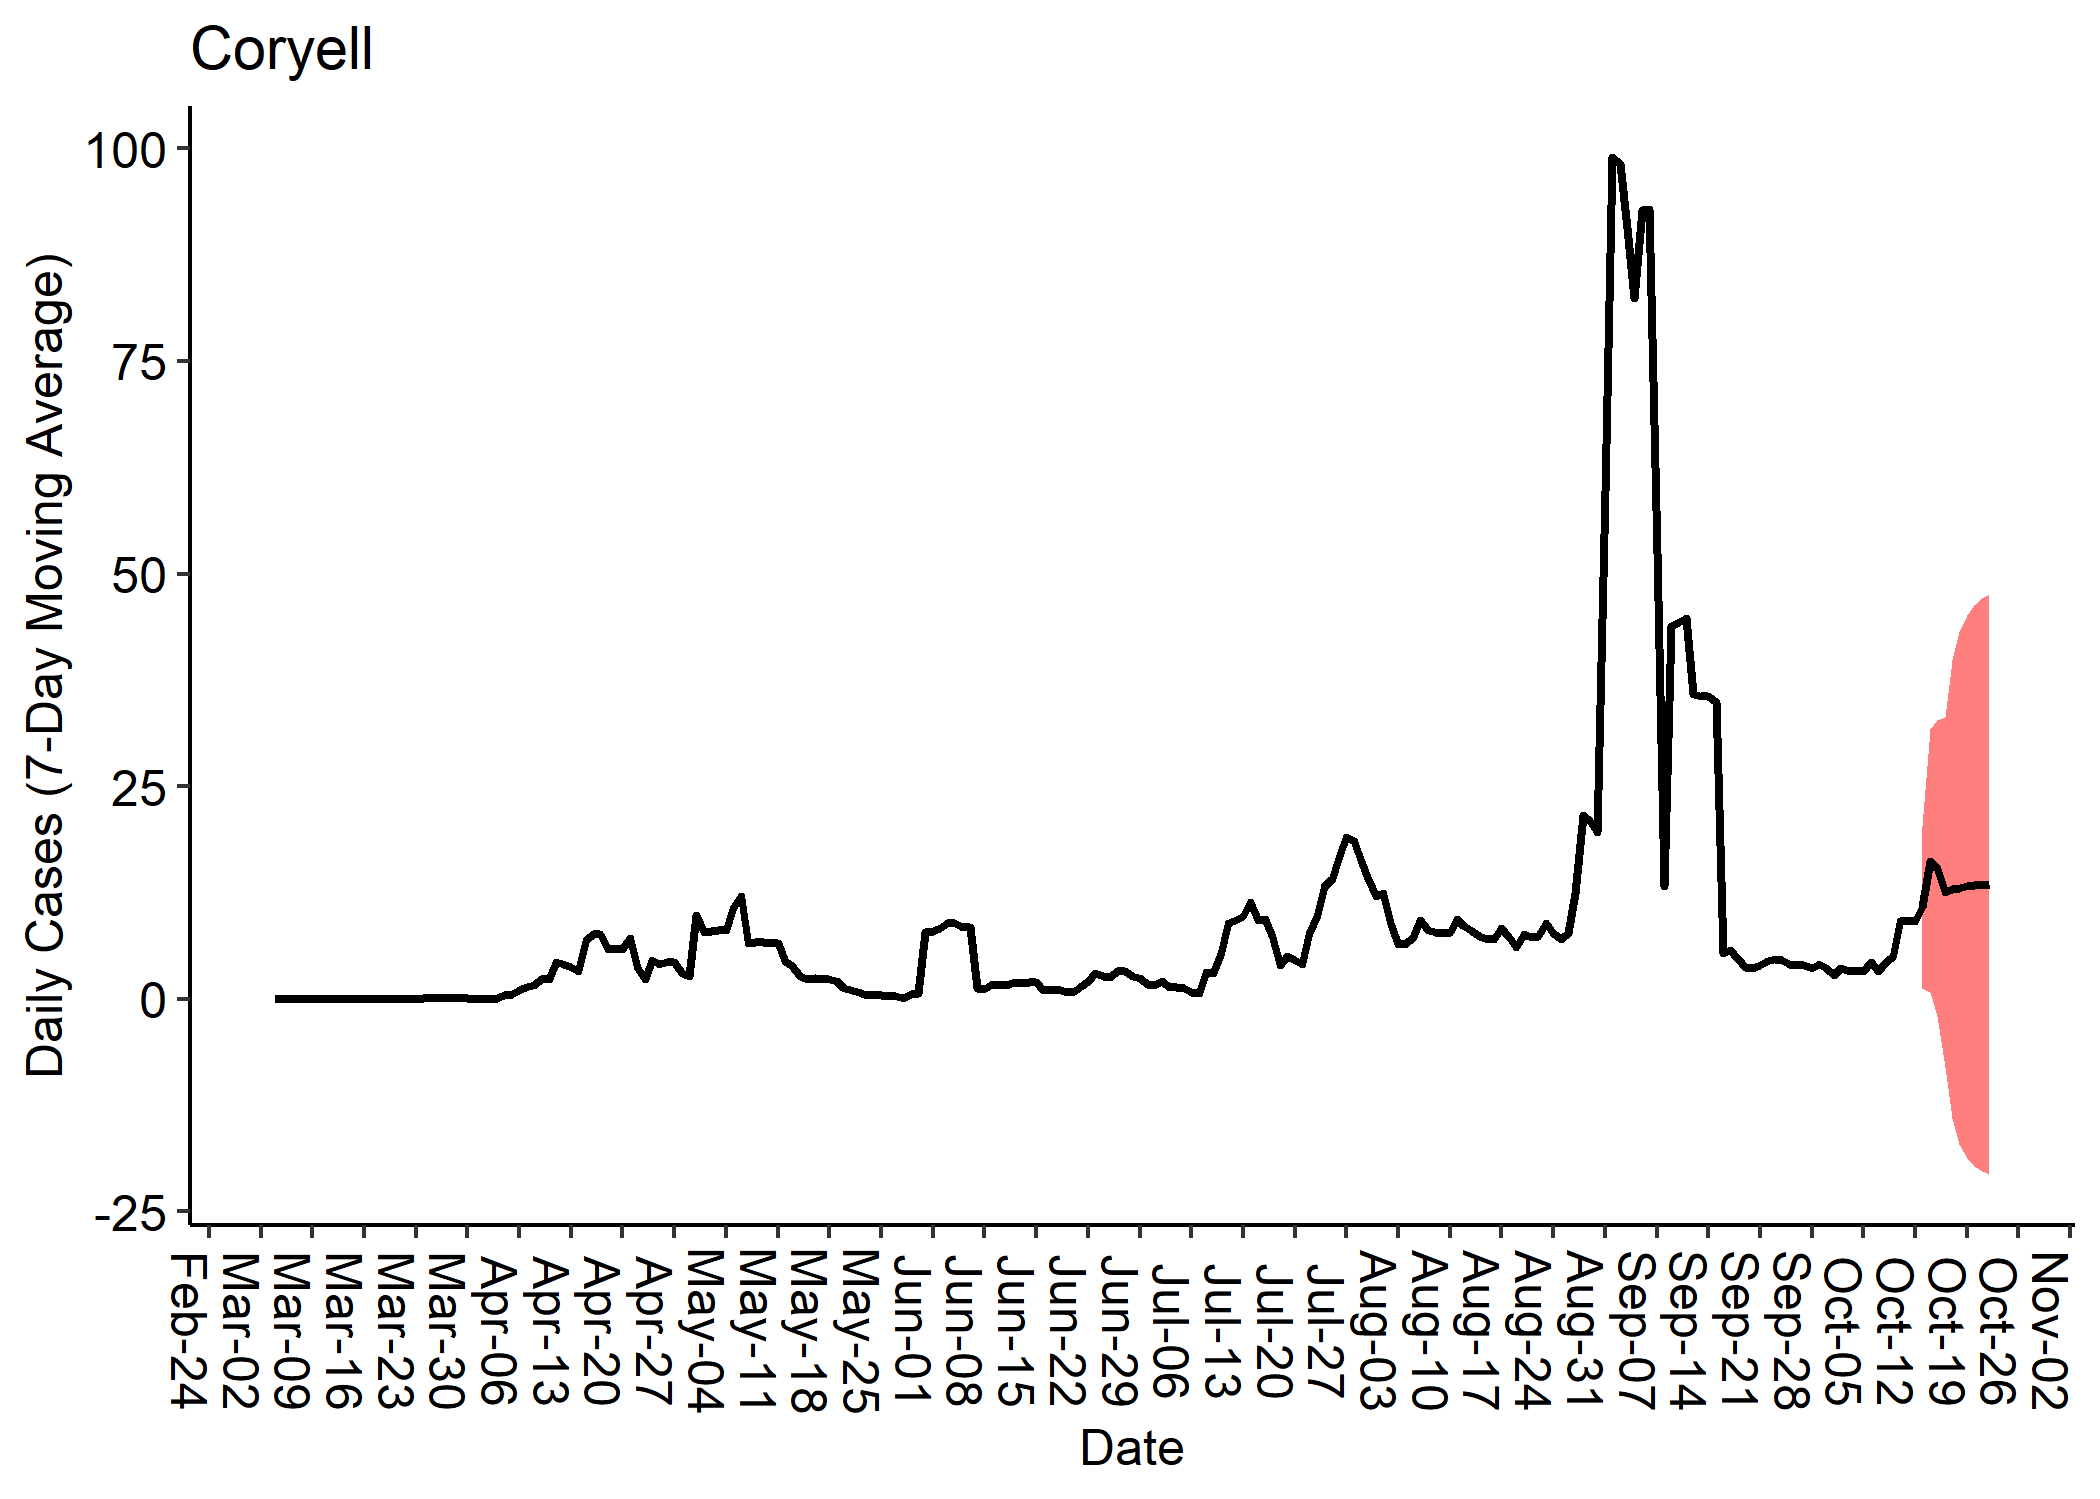 Coryell
Daily Cases (7-Day Moving Average)
100
75
50
25
0
-25
Feb-24
Mar-02
Mar-09
Mar-16
Mar-23
Mar-30
Apr-06
Apr-13
Apr-20
Apr-27
May-04
May-11
May-18
May-25
Jun-01
Jun-08
Jun-15
Jun-22
Jun-29
Jul-06
Jul-13
Jul-20
Jul-27
Aug-03
Aug-10
Aug-17
Aug-24
Aug-31
Sep-07
Sep-14
Sep-21
Sep-28
Oct-05
Oct-12
Oct-19
Oct-26
Nov-02
Date